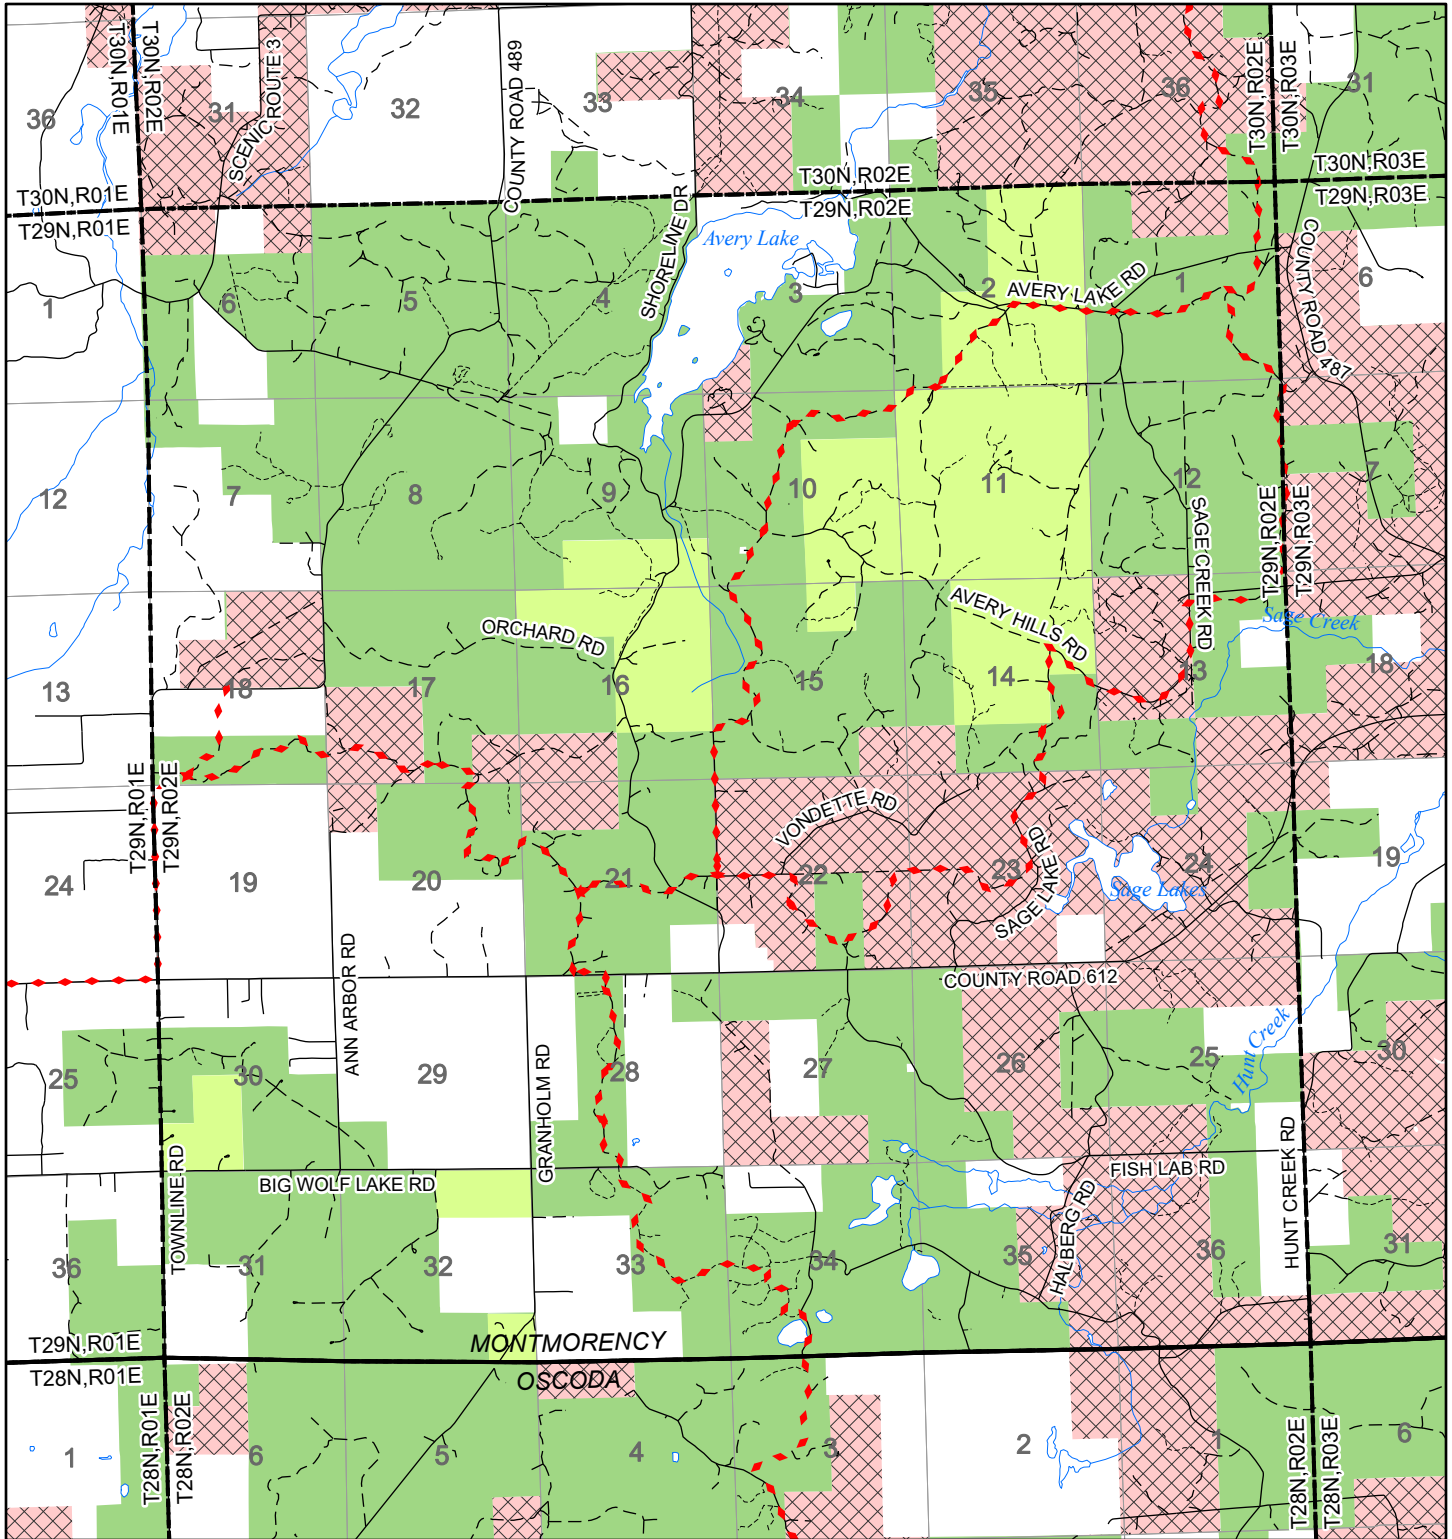 T30N,R01E
T30N,R02E
SCENIC ROUTE 3
COUNTY ROAD 489
T30N,R02E
T30N,R03E
36
31
32
33
34
35
36
31
T30N,R01E
T29N,R01E
T30N,R02E
T29N,R02E
T30N,R03E
T29N,R03E
SHORELINE DR
Avery Lake
AVERY LAKE RD
COUNTY ROAD 487
1
6
5
4
3
2
1
6
12
7
8
9
10
11
12
7
SAGE CREEK RD
T29N,R02E
T29N,R03E
ORCHARD RD
AVERY HILLS RD
Sage Creek
13
18
17
16
15
14
13
18
T29N,R01E
T29N,R02E
VONDETTE RD
SAGE LAKE RD
Sage Lakes
24
19
20
21
22
23
24
19
ANN ARBOR RD
COUNTY ROAD 612
GRANHOLM RD
Hunt Creek
25
30
29
28
27
26
25
30
TOWNLINE RD
BIG WOLF LAKE RD
FISH LAB RD
HALBERG RD
HUNT CREEK RD
36
31
32
33
34
35
36
31
T29N,R01E
T28N,R01E
MONTMORENCY
OSCODA
T28N,R01E
T28N,R02E
1
6
5
4
3
2
1
6
T28N,R02E
T28N,R03E